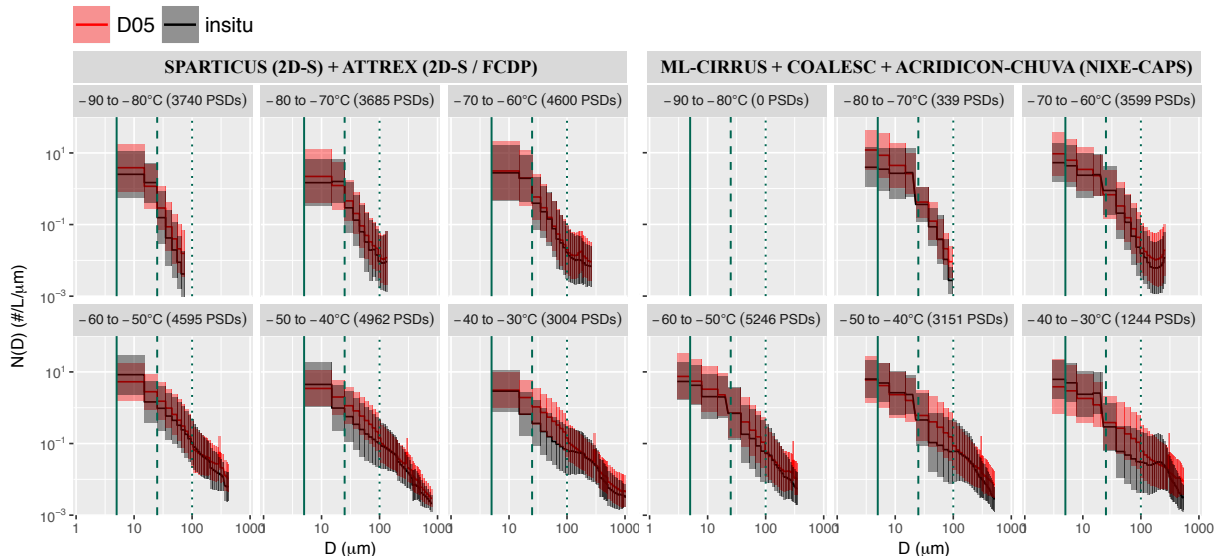 D05 insitu
SPARTICUS (2D-S) + ATTREX (2D-S / FCDP)
ML-CIRRUS + COALESC + ACRIDICON-CHUVA (NIXE-CAPS)
−90 to −80°C (3740 PSDs)
−80 to −70°C (3685 PSDs)
−70 to −60°C (4600 PSDs)
−90 to −80°C (0 PSDs)
−80 to −70°C (339 PSDs)
−70 to −60°C (3599 PSDs)
10¹
10⁻¹
10⁻³
−60 to −50°C (4595 PSDs)
−50 to −40°C (4962 PSDs)
−40 to −30°C (3004 PSDs)
−60 to −50°C (5246 PSDs)
−50 to −40°C (3151 PSDs)
−40 to −30°C (1244 PSDs)
10¹
10⁻¹
10⁻³
N(D) (#/L/μm)
1 10 100 1000 10 100 1000 10 100 1000
1 10 100 1000 10 100 1000 10 100 1000
D (μm)
D (μm)